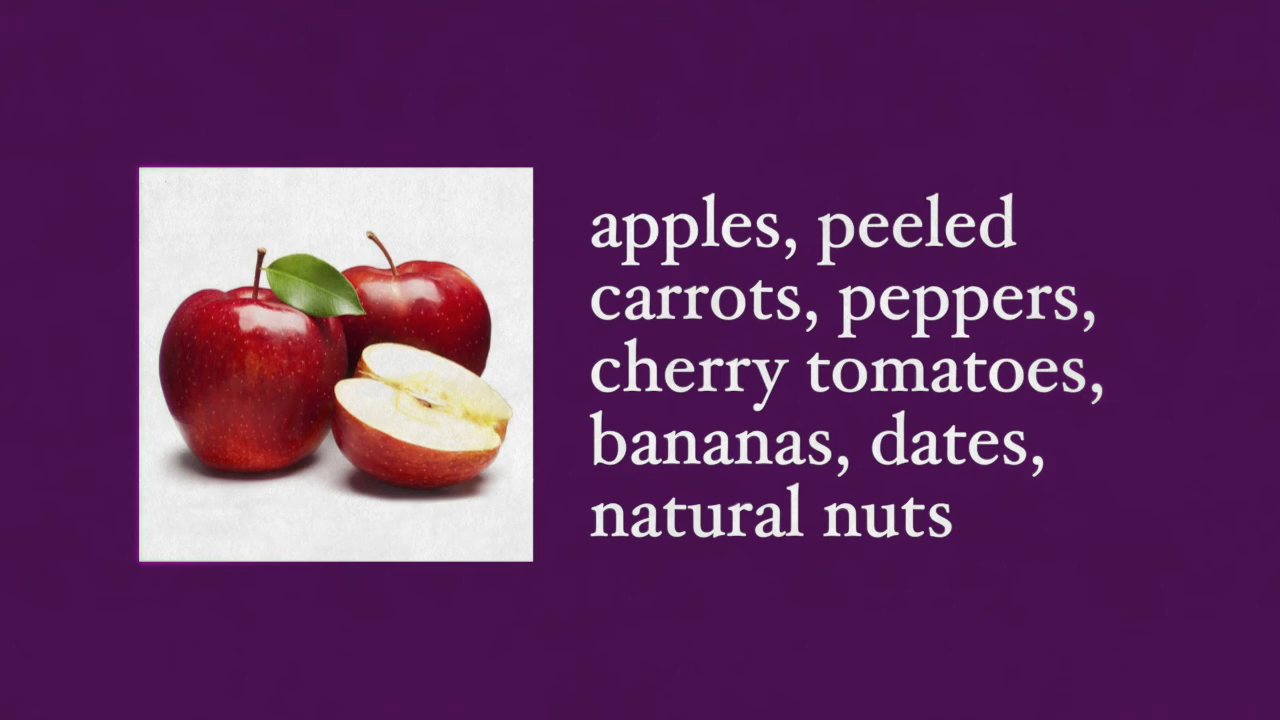 apples, peeled
carrots, peppers,
cherry tomatoes,
bananas, dates,
natural nuts